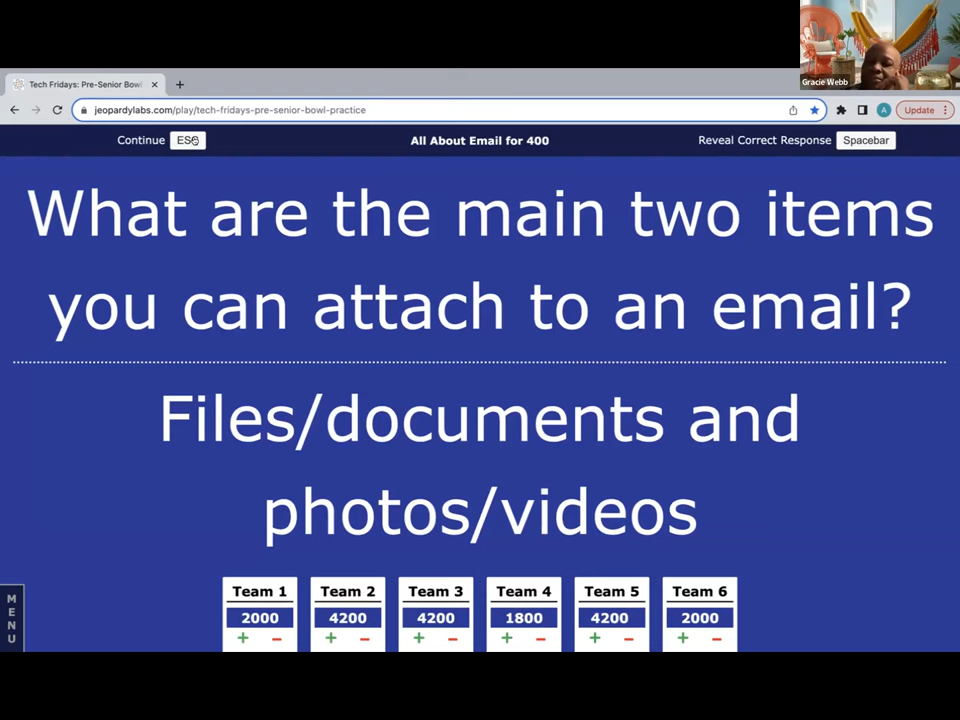 Gracie Webb
Tech Fridays: Pre-Senior Bowl
jeopardylabs.com/play/tech-fridays-pre-senior-bowl-practice
A
Update
Continue ESC
All About Email for 400
Reveal Correct Response Spacebar
What are the main two items
you can attach to an email?
Files/documents and
photos/videos
MENU
Team 1 Team 2 Team 3 Team 4 Team 5 Team 6
2000 4200 4200 1800 4200 2000
+ − + − + − + − + − + −